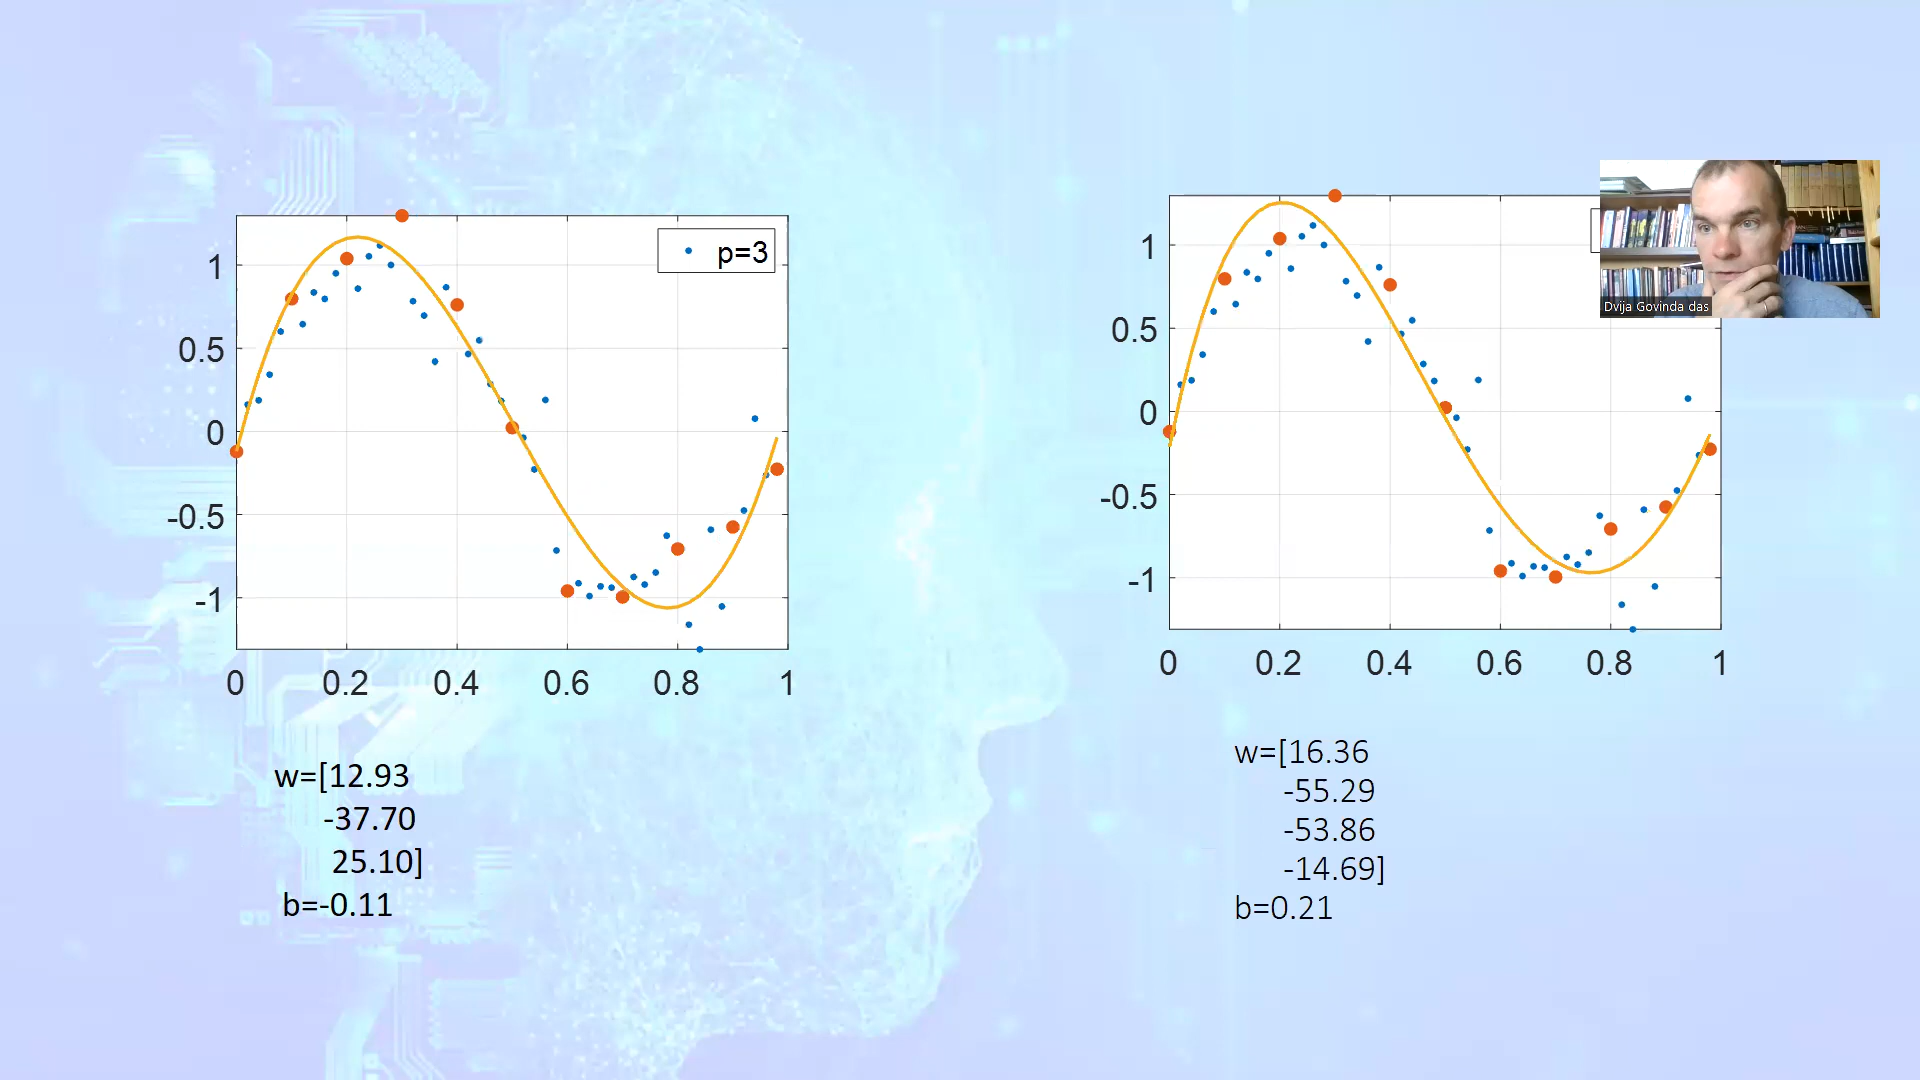 p=3
1
0.5
0
-0.5
-1
0 0.2 0.4 0.6 0.8 1
w=[12.93
-37.70
25.10]
b=-0.11
Dvija Govinda das
1
0.5
0
-0.5
-1
0 0.2 0.4 0.6 0.8 1
w=[16.36
-55.29
-53.86
-14.69]
b=0.21